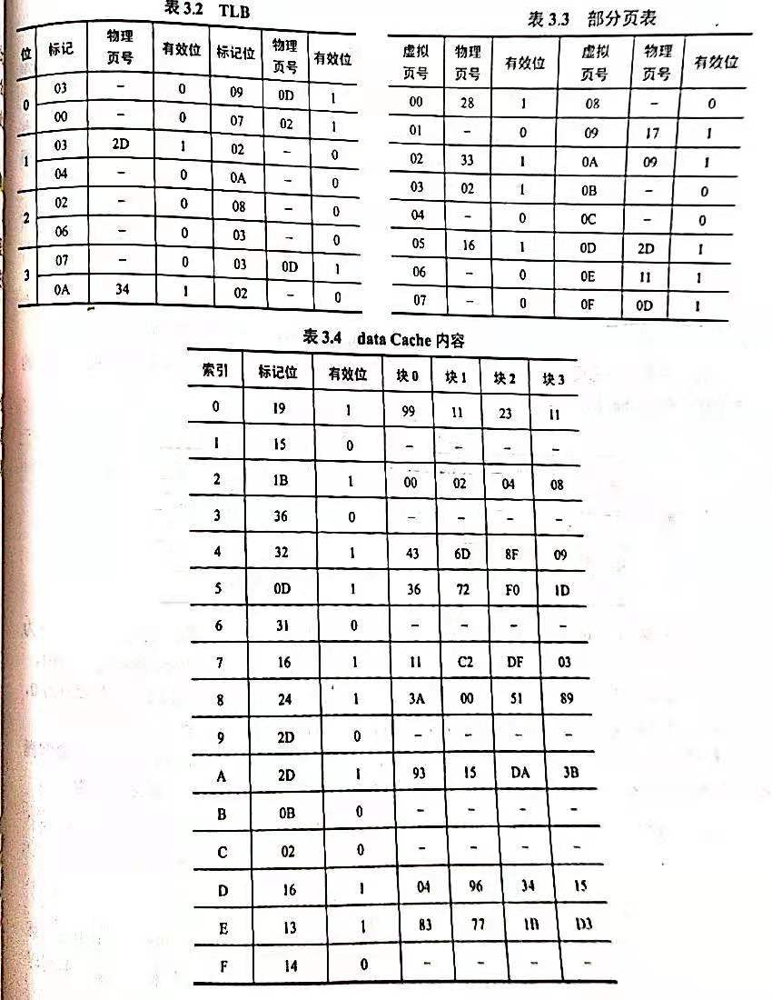 表 3.2 TLB
位 标记 物理页号 有效位 标记位 物理页号 有效位
0 03 – 0 09 0D 1
00 – 0 07 02 1
1 03 2D 1 02 – 0
04 – 0 0A – 0
2 02 – 0 08 – 0
06 – 0 03 – 0
3 07 – 0 03 0D 1
0A 34 1 02 – 0
表 3.3 部分页表
虚拟页号 物理页号 有效位 虚拟页号 物理页号 有效位
00 28 1 08 – 0
01 – 0 09 17 1
02 33 1 0A 09 1
03 02 1 0B – 0
04 – 0 0C – 0
05 16 1 0D 2D 1
06 – 0 0E 11 1
07 – 0 0F 0D 1
表 3.4 data Cache 内容
索引 标记位 有效位 块 0 块 1 块 2 块 3
0 19 1 99 11 23 11
1 15 0 – – – –
2 1B 1 00 02 04 08
3 36 0 – – – –
4 32 1 43 6D 8F 09
5 0D 1 36 72 F0 1D
6 31 0 – – – –
7 16 1 11 C2 DF 03
8 24 1 3A 00 51 89
9 2D 0 – – – –
A 2D 1 93 15 DA 3B
B 0B 0 – – – –
C 02 0 – – – –
D 16 1 04 96 34 15
E 13 1 83 77 1B D3
F 14 0 – – – –